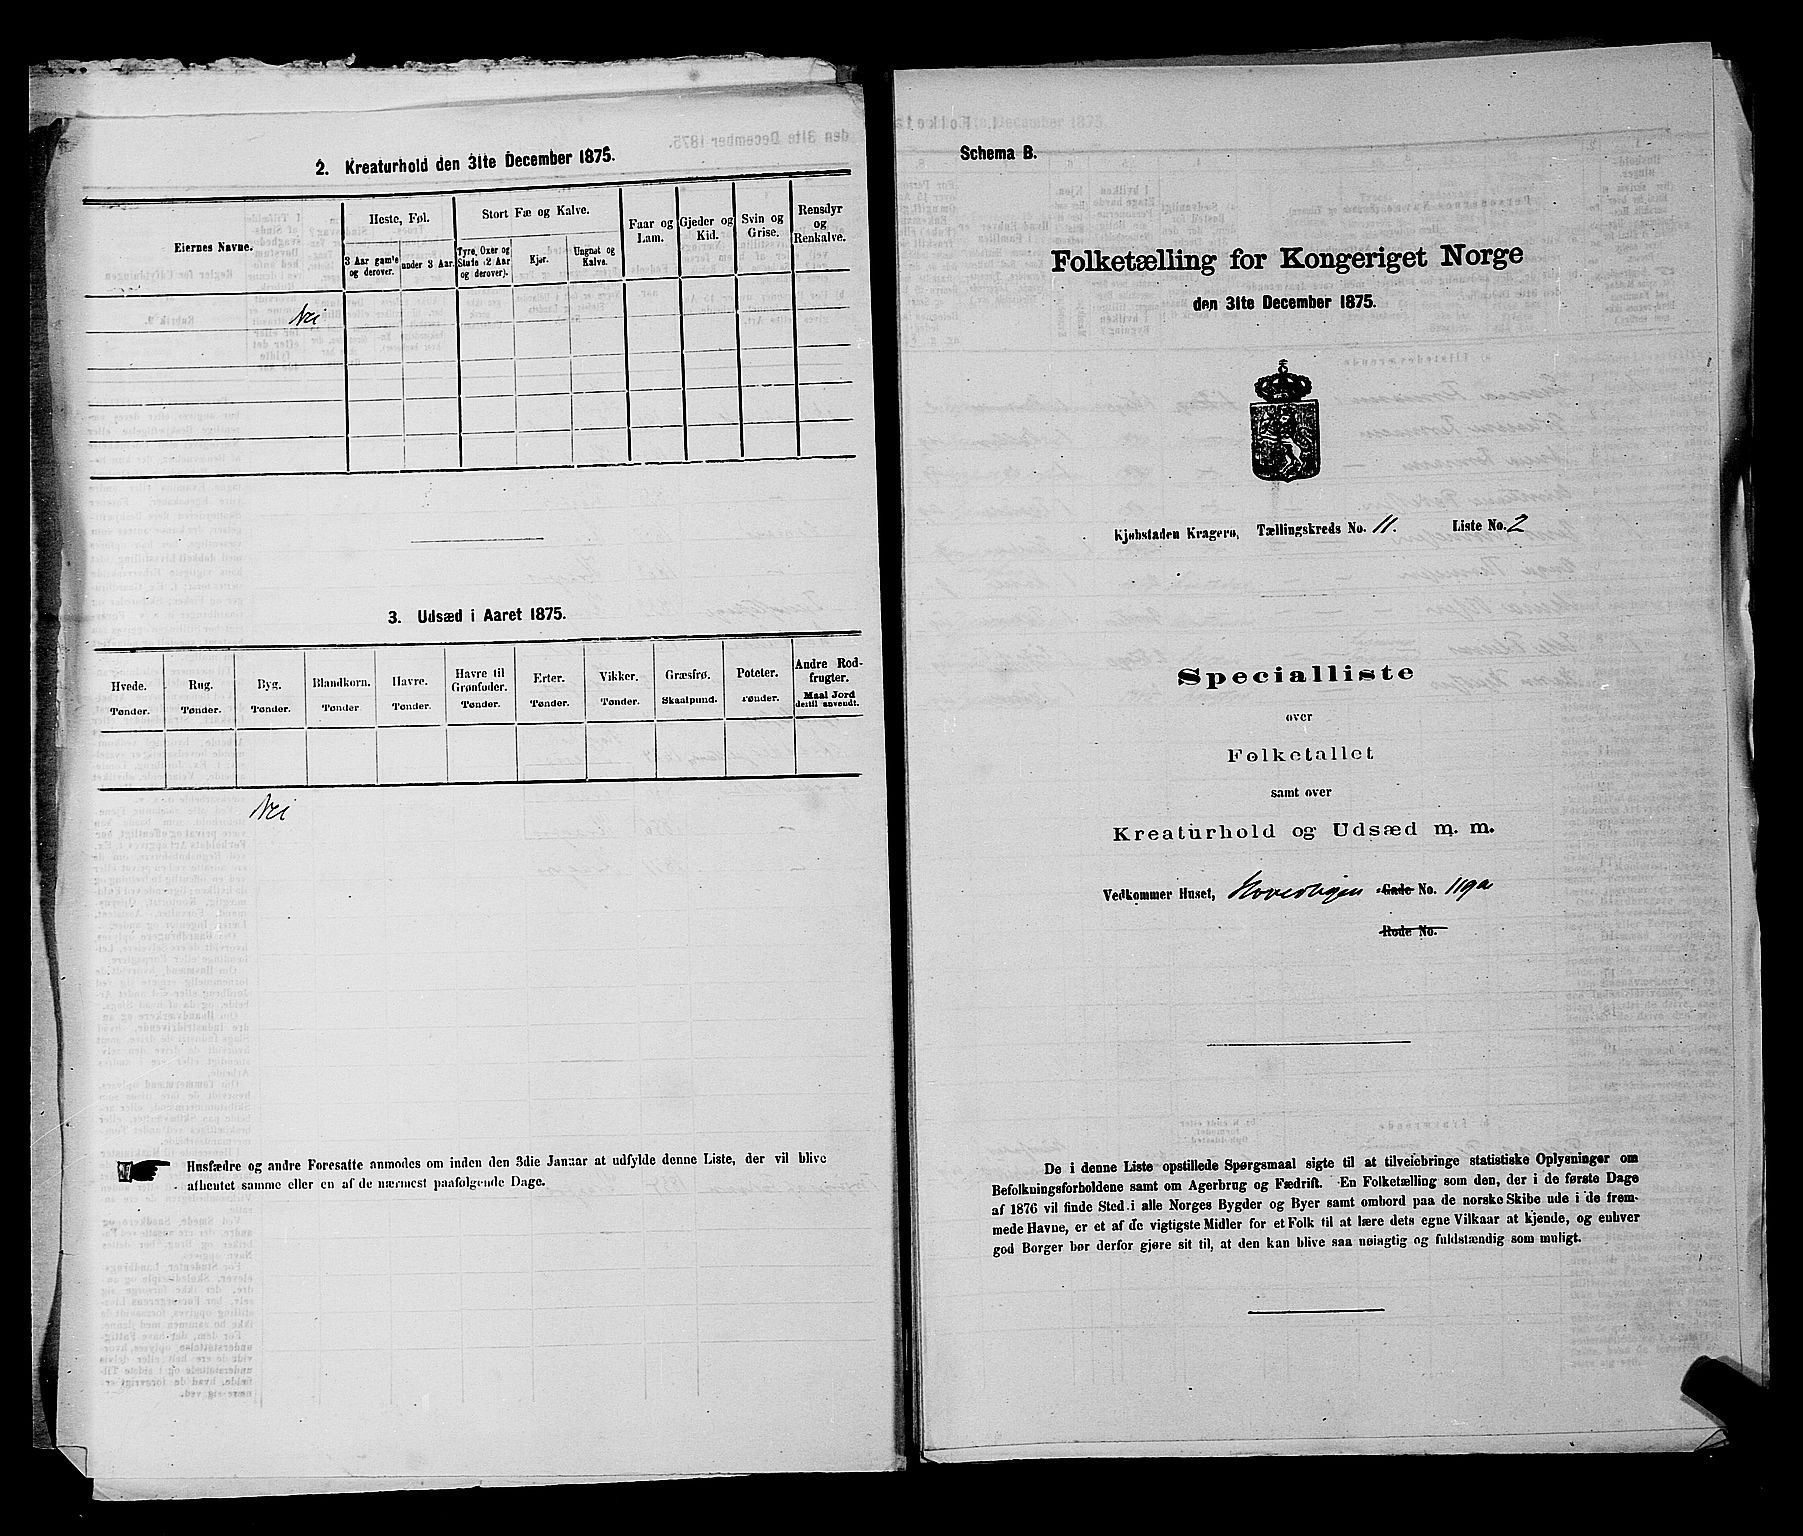 2. Kreaturhold den 31te December 1875.
Eiernes Navne.
Heste, Føl.
3 Aar gamle og derover.
under 3 Aar.
Stort Fæ og Kalve.
Tyre, Oxer og Stude (2 Aar og derover).
Kjør.
Ungnøt og Kalve.
Faar og Lam.
Gjeder og Kid.
Svin og Grise.
Rensdyr og Renkalve.
Nei
3. Udsæd i Aaret 1875.
Hvede. Tønder.
Rug. Tønder.
Byg. Tønder.
Blandkorn. Tønder
Havre. Tønder.
Havre til Grønfoder. Tønder.
Erter. Tønder.
Vikker. Tønder.
Græsfrø. Skaalpund.
Poteter. Tønder.
Andre Rodfrugter. Maal Jord dertil anvendt.
Nei
Husfædre og andre Foresatte anmodes om inden den 3die Januar at udfylde denne Liste, der vil blive
afhentet samme eller en af de nærmest paafølgende Dage.
Schema B.
Folketælling for Kongeriget Norge
den 31te December 1875.
Kjøbstaden Kragerø, Tællingskreds No. 11. Liste No. 2
Specialliste
over
Folketallet
samt over
Kreaturhold og Udsæd m. m.
Vedkommer Huset, Gade No. 119a
Rode No.
De i denne Liste opstillede Spørgsmaal sigte til at tilveiebringe statistiske Oplysninger om
Befolkningsforholdene samt om Agerbrug og Fædrift. En Folketælling som den, der i de første Dage
af 1876 vil finde Sted i alle Norges Bygder og Byer samt ombord paa de norske Skibe ude i de frem-
mede Havne, er et af de vigtigste Midler for et Folk til at lære dets egne Vilkaar at kjende, og enhver
god Borger bør derfor gjøre sit til, at den kan blive saa nøiagtig og fuldstændig som muligt.